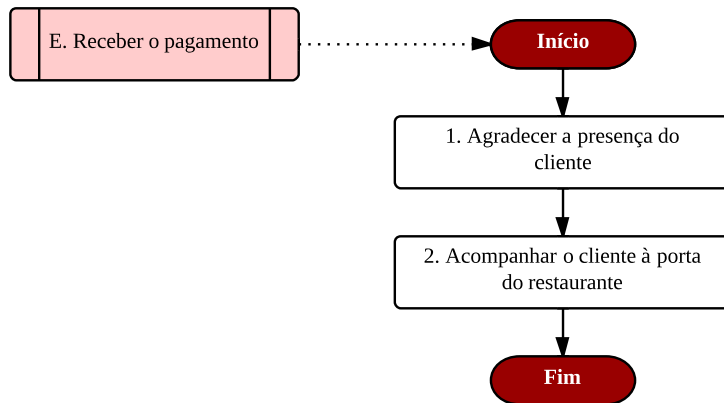 E. Receber o pagamento
Início
1. Agradecer a presença do
cliente
2. Acompanhar o cliente à porta
do restaurante
Fim